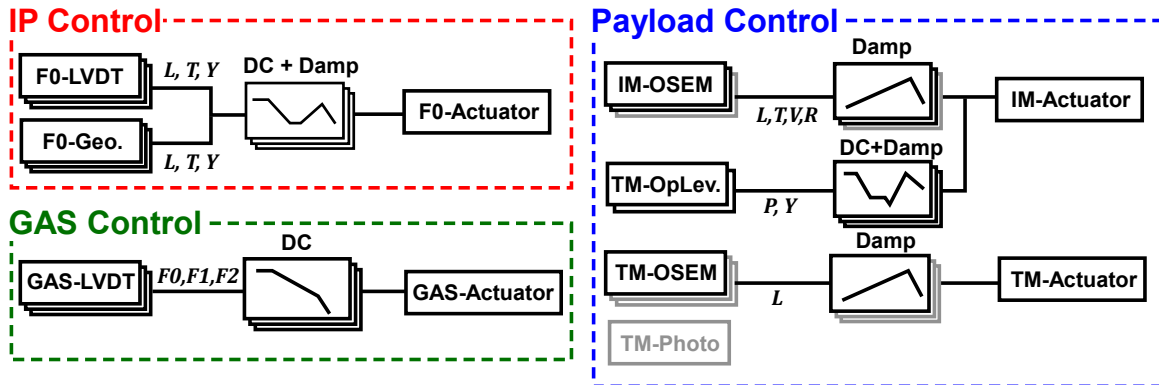 IP Control
F0-LVDT
L, T, Y
DC + Damp
F0-Actuator
F0-Geo.
L, T, Y
GAS Control
GAS-LVDT
F0,F1,F2
DC
GAS-Actuator
Payload Control
IM-OSEM
L,T,V,R
Damp
IM-Actuator
TM-OpLev.
P, Y
DC+Damp
TM-OSEM
L
Damp
TM-Actuator
TM-Photo